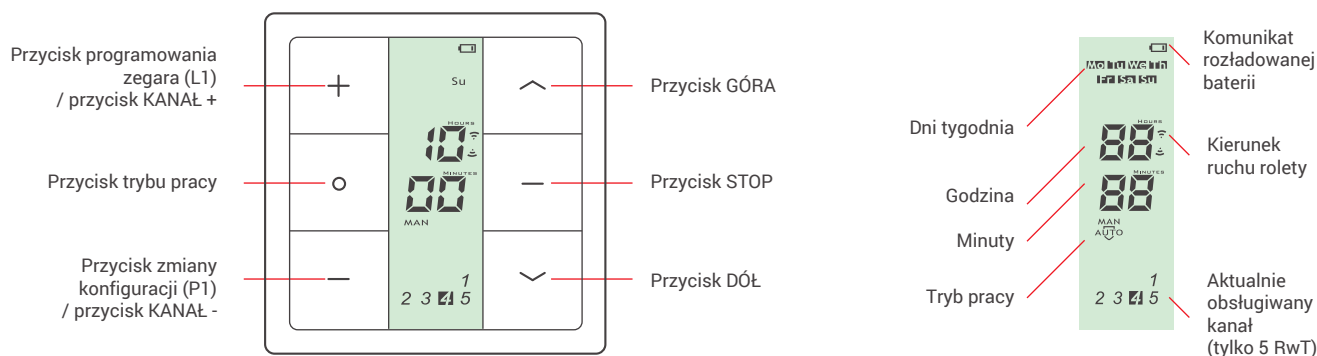 Przycisk programowania
zegara (L1)
/ przycisk KANAŁ +
Przycisk trybu pracy
Przycisk zmiany
konfiguracji (P1)
/ przycisk KANAŁ -
Su
HOURS
10
MINUTES
00
MAN
1
2 3 4 5
Przycisk GÓRA
Przycisk STOP
Przycisk DÓŁ
Dni tygodnia
Godzina
Minuty
Tryb pracy
Mo Tu We Th
Fr Sa Su
HOURS
88
MINUTES
88
MAN
AUTO
1
2 3 4 5
Komunikat
rozładowanej
baterii
Kierunek
ruchu rolety
Aktualnie
obsługiwany
kanał
(tylko 5 RwT)